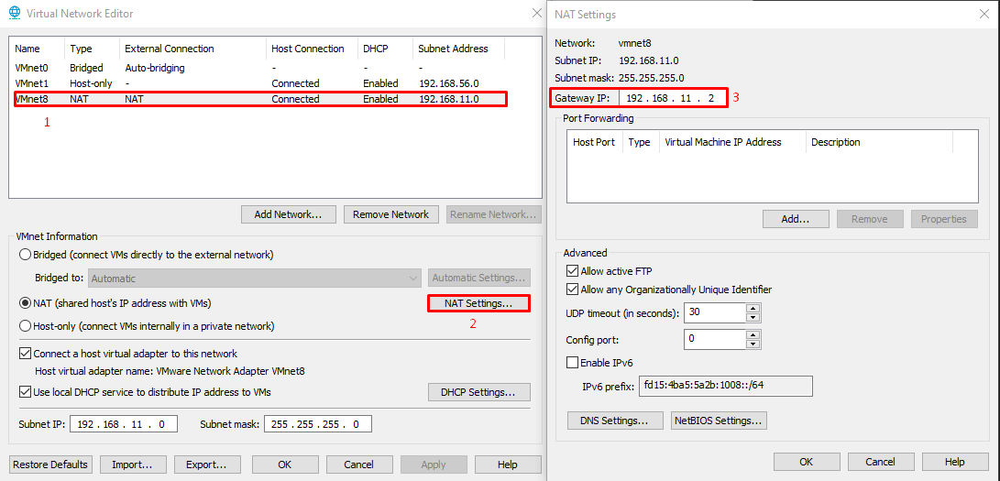 Virtual Network Editor
Name Type External Connection Host Connection DHCP Subnet Address
VMnet0 Bridged Auto-bridging - - -
VMnet1 Host-only - Connected Enabled 192.168.56.0
VMnet8 NAT NAT Connected Enabled 192.168.11.0
1
Add Network... Remove Network Rename Network...
VMnet Information
Bridged (connect VMs directly to the external network)
Bridged to: Automatic Automatic Settings...
NAT (shared host's IP address with VMs) NAT Settings...
2
Host-only (connect VMs internally in a private network)
Connect a host virtual adapter to this network
Host virtual adapter name: VMware Network Adapter VMnet8
Use local DHCP service to distribute IP address to VMs DHCP Settings...
Subnet IP: 192 . 168 . 11 . 0 Subnet mask: 255 . 255 . 255 . 0
Restore Defaults Import... Export... OK Cancel Apply Help
NAT Settings
Network: vmnet8
Subnet IP: 192.168.11.0
Subnet mask: 255.255.255.0
Gateway IP: 192 . 168 . 11 . 2 3
Port Forwarding
Host Port Type Virtual Machine IP Address Description
Add... Remove Properties
Advanced
Allow active FTP
Allow any Organizationally Unique Identifier
UDP timeout (in seconds): 30
Config port: 0
Enable IPv6
IPv6 prefix: fd15:4ba5:5a2b:1008::/64
DNS Settings... NetBIOS Settings...
OK Cancel Help